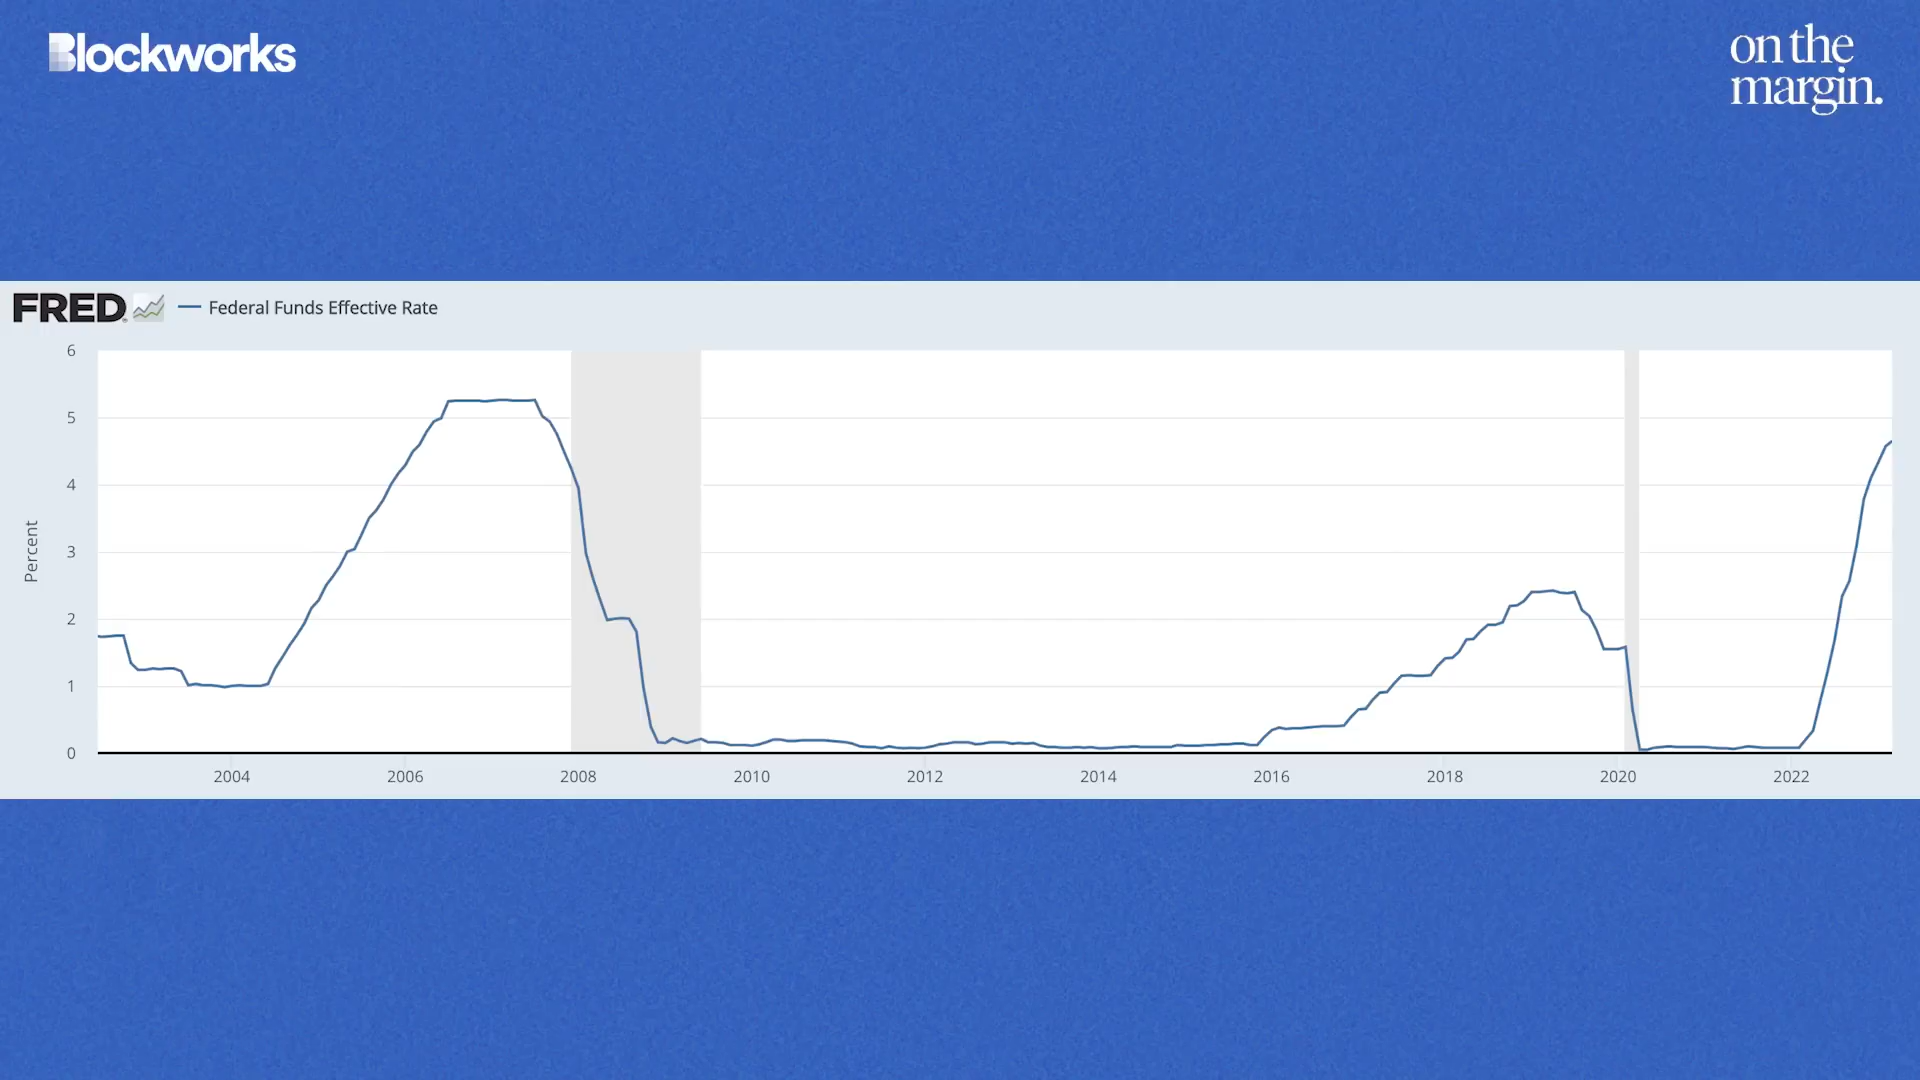 Blockworks
on the
margin.
FRED
Federal Funds Effective Rate
6
5
4
3
2
1
0
Percent
2004 2006 2008 2010 2012 2014 2016 2018 2020 2022